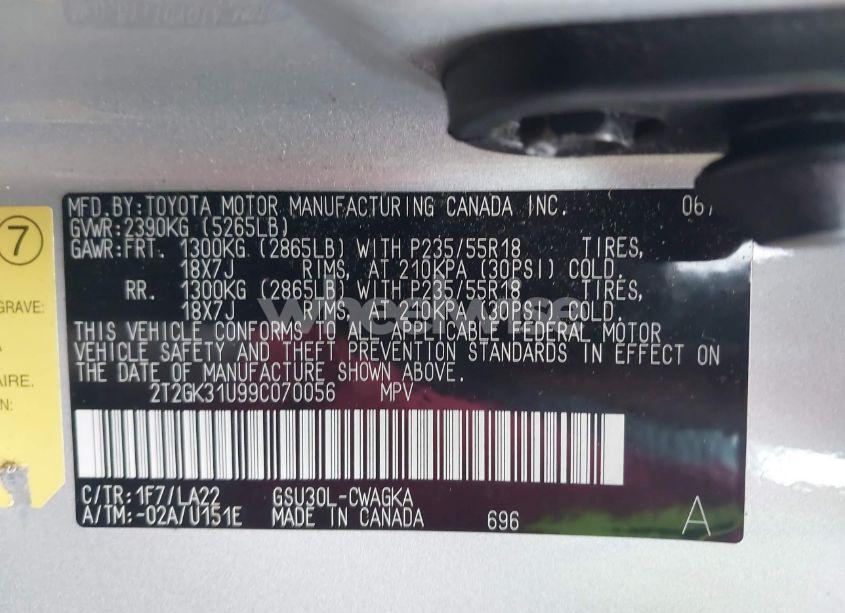 MFD.BY:TOYOTA MOTOR MANUFACTURING CANADA INC. 06/
GVWR:2390KG (5265LB)
GAWR:FRT. 1300KG (2865LB) WITH P235/55R18 TIRES,
18X7J RIMS, AT 210KPA (30PSI) COLD.
RR. 1300KG (2865LB) WITH P235/55R18 TIRES,
18X7J RIMS, AT 210KPA (30PSI) COLD.
THIS VEHICLE CONFORMS TO ALL APPLICABLE FEDERAL MOTOR
VEHICLE SAFETY AND THEFT PREVENTION STANDARDS IN EFFECT ON
THE DATE OF MANUFACTURE SHOWN ABOVE.
2T2GK31U99C070056 MPV
C/TR:1F7/LA22 GSU30L-CWAGKA
A/TM:-02A/U151E MADE IN CANADA 696 A
7
GRAVE:
AIRE.
wheelwise